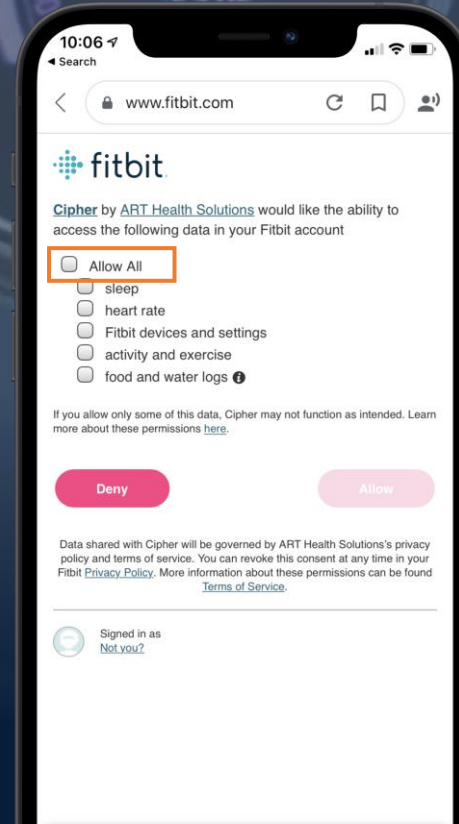 10:06
◀ Search
www.fitbit.com
fitbit
Cipher by ART Health Solutions would like the ability to
access the following data in your Fitbit account
Allow All
sleep
heart rate
Fitbit devices and settings
activity and exercise
food and water logs
If you allow only some of this data, Cipher may not function as intended. Learn
more about these permissions here.
Deny
Allow
Data shared with Cipher will be governed by ART Health Solutions's privacy
policy and terms of service. You can revoke this consent at any time in your
Fitbit Privacy Policy. More information about these permissions can be found
Terms of Service.
Signed in as
Not you?